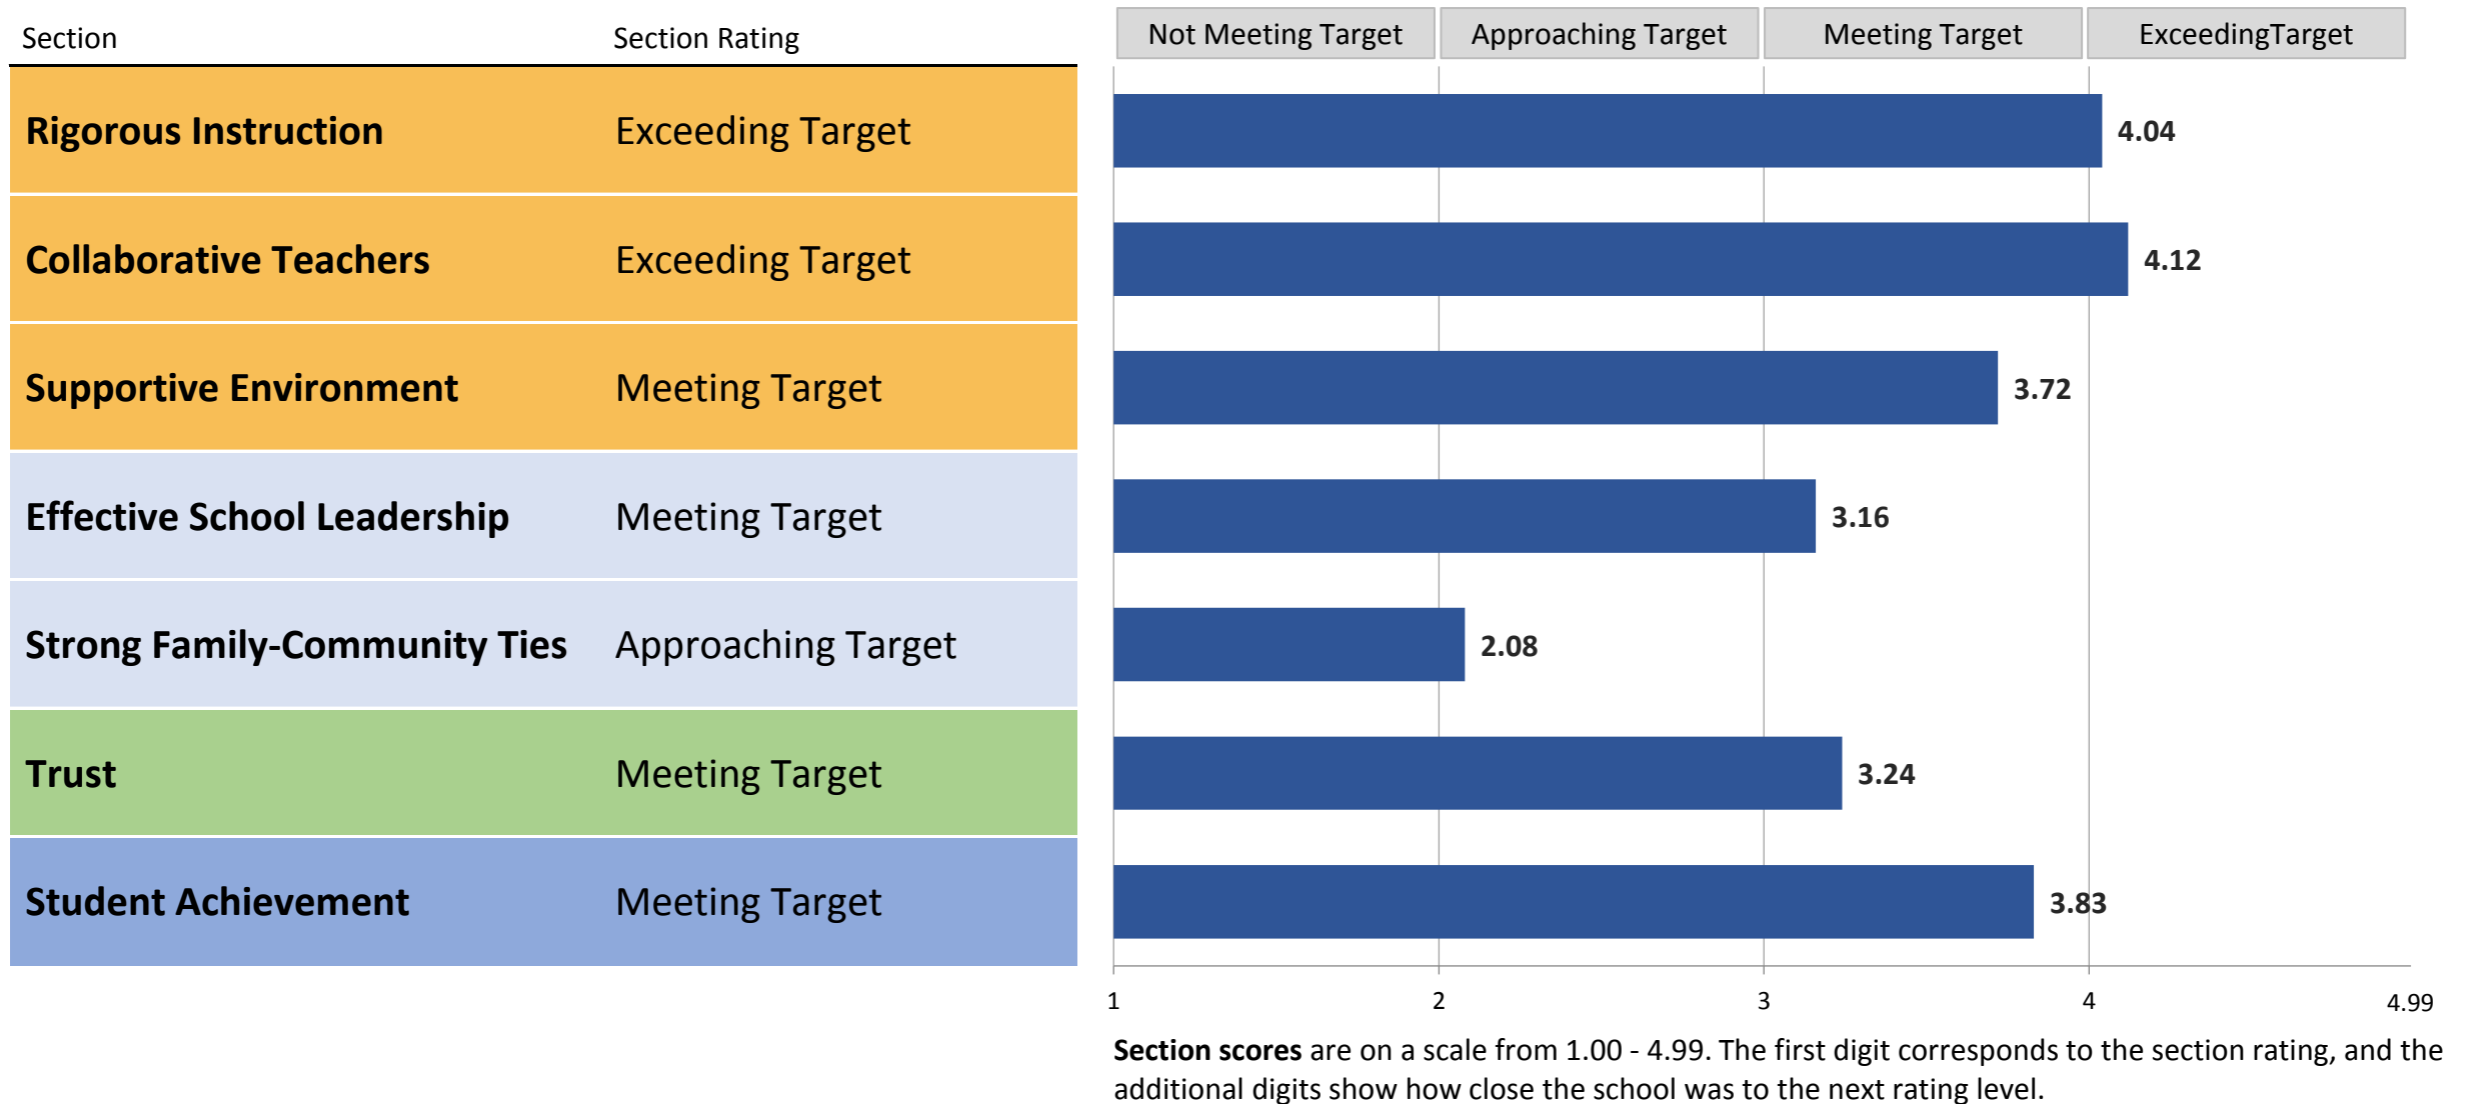 Section Section Rating Not Meeting Target Approaching Target Meeting Target ExceedingTarget
Rigorous Instruction Exceeding Target 4.04
Collaborative Teachers Exceeding Target 4.12
Supportive Environment Meeting Target 3.72
Effective School Leadership Meeting Target 3.16
Strong Family-Community Ties Approaching Target 2.08
Trust Meeting Target 3.24
Student Achievement Meeting Target 3.83
1 2 3 4 4.99
Section scores are on a scale from 1.00 - 4.99. The first digit corresponds to the section rating, and the
additional digits show how close the school was to the next rating level.